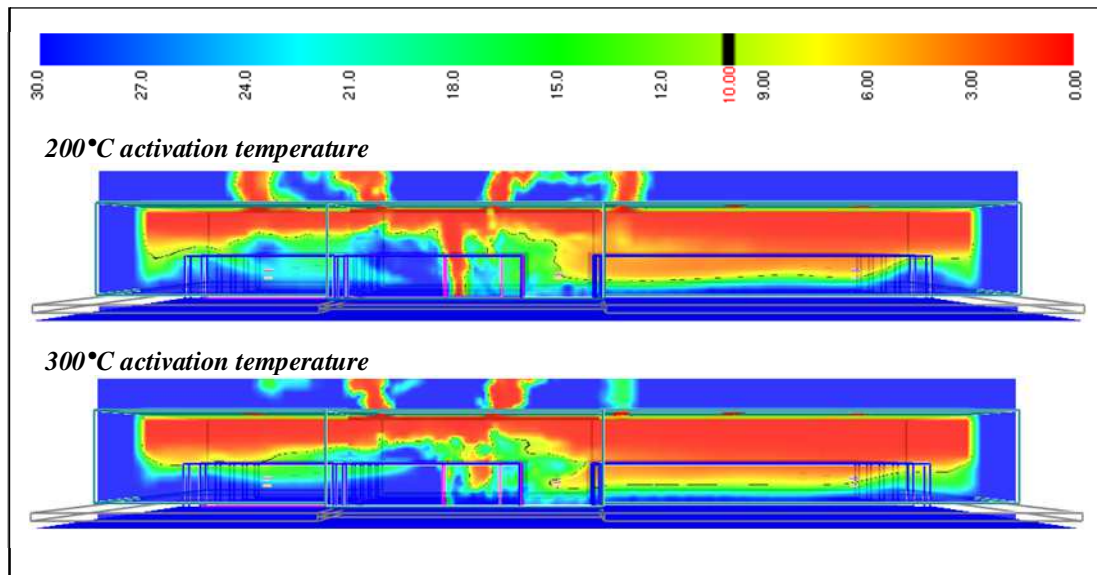 30.0 27.0 24.0 21.0 18.0 15.0 12.0 10.00 9.00 6.00 3.00 0.00
200°C activation temperature
300°C activation temperature